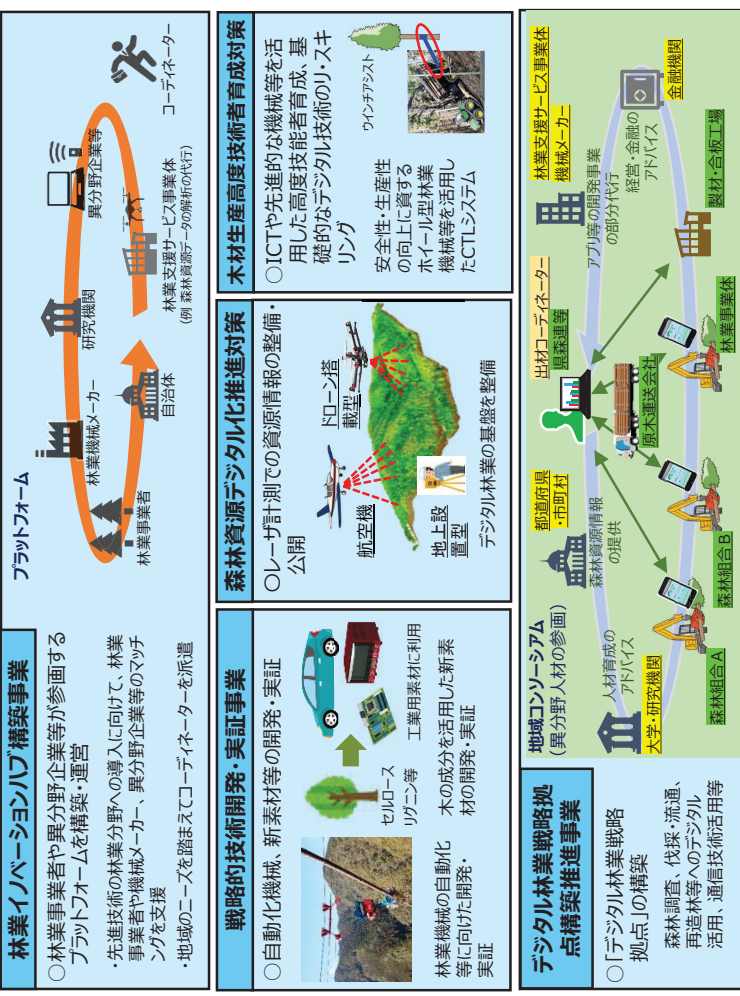 林業イノベーションハブ構築事業
○林業事業者や異分野企業等が参画する
プラットフォームを構築・運営
・先進技術の林業分野への導入に向けて、林業
事業者や機械メーカー、異分野企業等のマッチ
ングを支援
・地域のニーズを踏まえてコーディネーターを派遣
プラットフォーム
林業事業者
林業機械メーカー
研究機関
異分野企業等
自治体
林業支援サービス事業体
(例 森林資源データの解析の代行)
コーディネーター
戦略的技術開発・実証事業
○自動化機械、新素材等の開発・実証
林業機械の自動化
等に向けた開発・
実証
セルロース
リグニン等
工業用素材に利用
木の成分を活用した新素
材の開発・実証
森林資源デジタル化推進対策
○レーザ計測での資源情報の整備・
公開
航空機
ドローン搭
載型
地上設
置型
デジタル林業の基盤を整備
木材生産高度技術者育成対策
○ICTや先進的な機械等を活
用した高度技能者育成、基
礎的なデジタル技術のリ・スキ
リング
ウインチアシスト
安全性・生産性
の向上に資する
ホイール型林業
機械等を活用し
たCTLシステム
デジタル林業戦略拠
点構築推進事業
○「デジタル林業戦略
拠点」の構築
森林調査、伐採・流通、
再造林等へのデジタル
活用、通信技術活用等
地域コンソーシアム
(異分野人材の参画)
大学・研究機関
人材育成の
アドバイス
都道府県
・市町村
森林資源情報
の提供
出材コーディネーター
県森連等
林業支援サービス事業体
機械メーカー
アプリ等の開発事業
の部分代行
金融機関
経営・金融の
アドバイス
森林組合A
森林組合B
原木運送会社
林業事業体
製材・合板工場